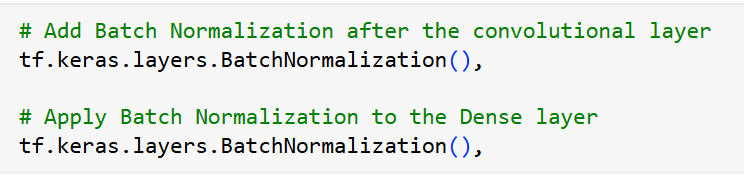 # Add Batch Normalization after the convolutional layer
tf.keras.layers.BatchNormalization(),
# Apply Batch Normalization to the Dense layer
tf.keras.layers.BatchNormalization(),